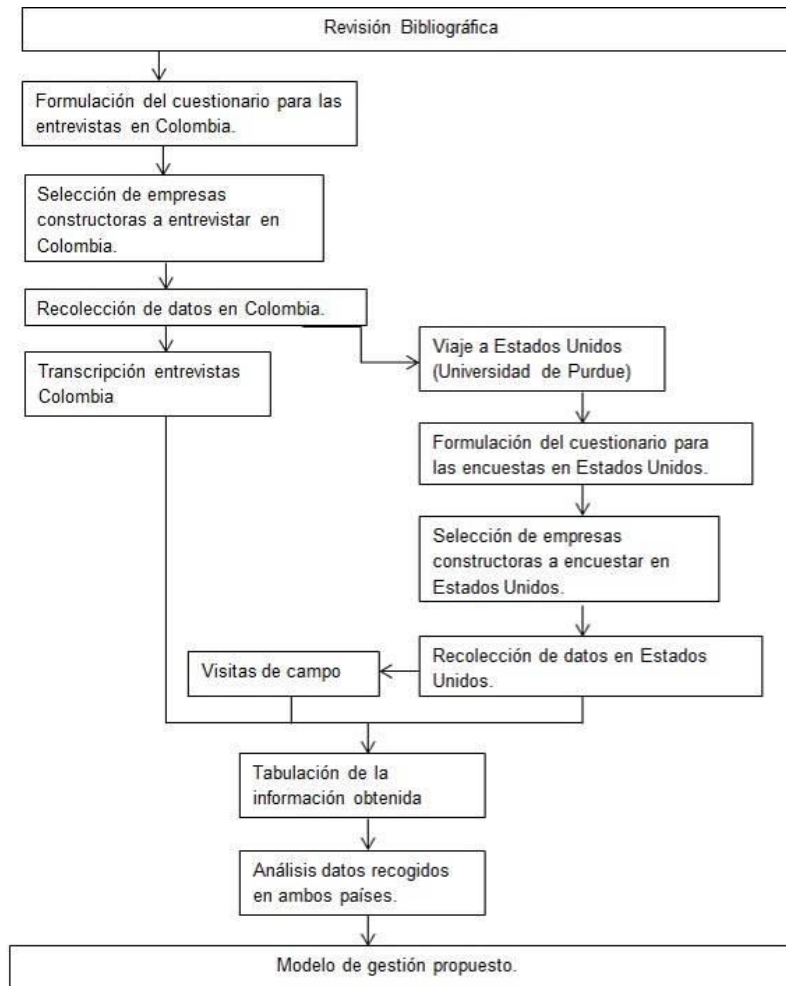 Revisión Bibliográfica
Formulación del cuestionario para las
entrevistas en Colombia.
Selección de empresas
constructoras a entrevistar en
Colombia.
Recolección de datos en Colombia.
Transcripción entrevistas
Colombia
Viaje a Estados Unidos
(Universidad de Purdue)
Formulación del cuestionario para
las encuestas en Estados Unidos.
Selección de empresas
constructoras a encuestar en
Estados Unidos.
Recolección de datos en Estados
Unidos.
Visitas de campo
Tabulación de la
información obtenida
Análisis datos recogidos
en ambos países.
Modelo de gestión propuesto.